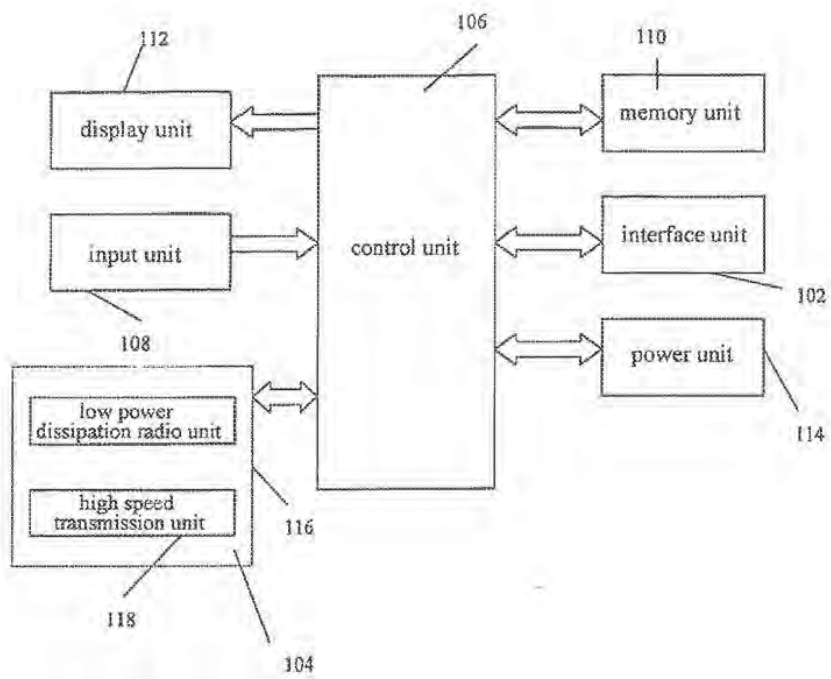 112
106
110
display unit
memory unit
input unit
control unit
interface unit
108
102
power unit
low power
dissipation radio unit
114
high speed
transmission unit
116
118
104